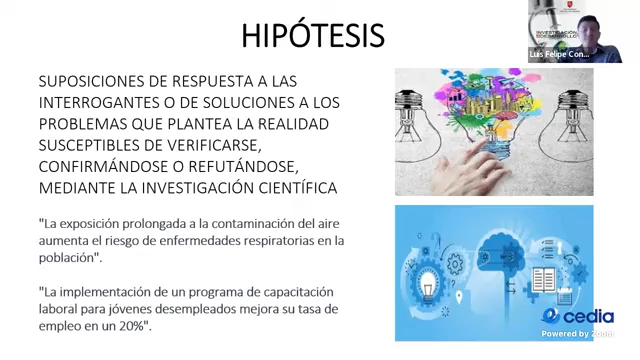 HIPÓTESIS
SUPOSICIONES DE RESPUESTA A LAS
INTERROGANTES O DE SOLUCIONES A LOS
PROBLEMAS QUE PLANTEA LA REALIDAD
SUSCEPTIBLES DE VERIFICARSE,
CONFIRMÁNDOSE O REFUTÁNDOSE,
MEDIANTE LA INVESTIGACIÓN CIENTÍFICA
"La exposición prolongada a la contaminación del aire
aumenta el riesgo de enfermedades respiratorias en la
población".
"La implementación de un programa de capacitación
laboral para jóvenes desempleados mejora su tasa de
empleo en un 20%".
INVESTIGACIÓN
DESARROLLO
Luis Felipe Con...
cedia
Powered by Zoom